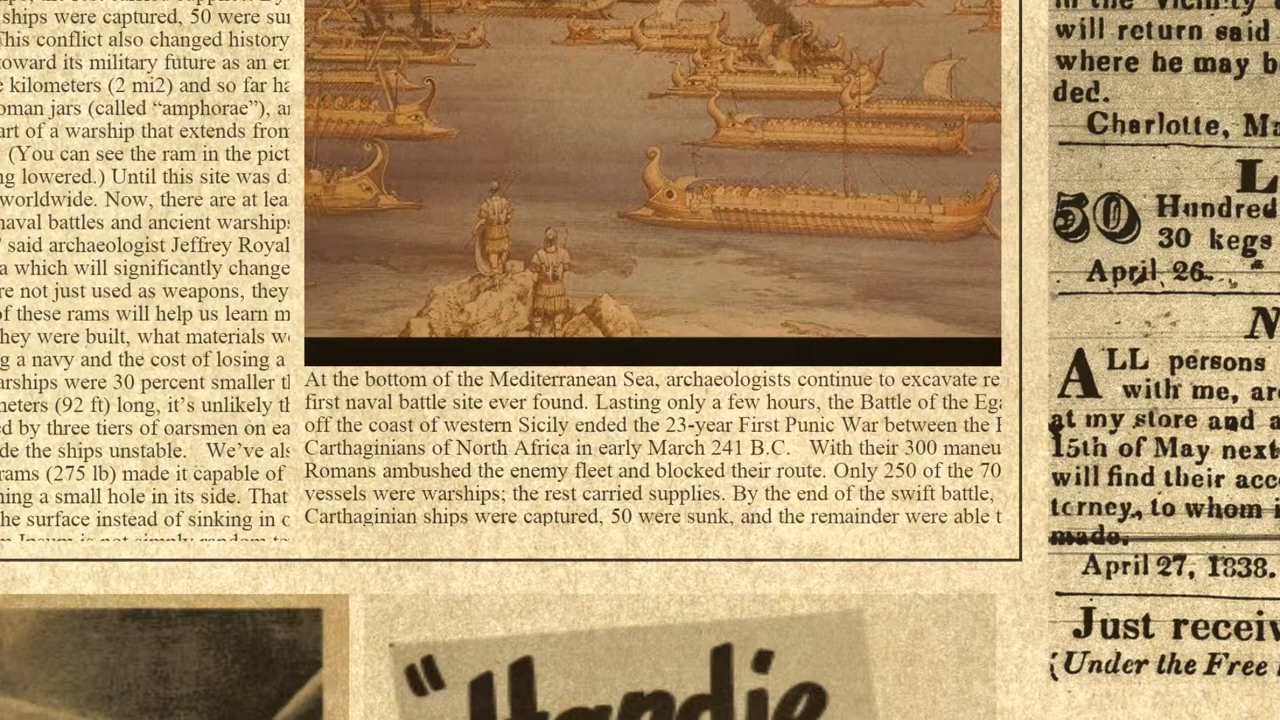 ships were captured, 50 were
This conflict also changed history
toward its military future as an
kilometers (2 mi2) and so far
oman jars (called “amphorae”),
art of a warship that extends from
(You can see the ram in the
ng lowered.) Until this site was
worldwide. Now, there are at
naval battles and ancient
said archaeologist Jeffrey Royal
a which will significantly change
re not just used as weapons, they
of these rams will help us learn
they were built, what materials
g a navy and the cost of losing a
arships were 30 percent smaller
meters (92 ft) long, it’s unlikely
ed by three tiers of oarsmen on
de the ships unstable. We’ve
rams (275 lb) made it capable of
ning a small hole in its side. That
he surface instead of sinking in
At the bottom of the Mediterranean Sea, archaeologists continue to excavate re
first naval battle site ever found. Lasting only a few hours, the Battle of the
off the coast of western Sicily ended the 23-year First Punic War between the
Carthaginians of North Africa in early March 241 B.C. With their 300 maneu
Romans ambushed the enemy fleet and blocked their route. Only 250 of the 70
vessels were warships; the rest carried supplies. By the end of the swift battle,
Carthaginian ships were captured, 50 were sunk, and the remainder were able
in the Vicinity
will return said
where he may b
ded.
Charlotte, Ma
L
50 Hundred
30 kegs
April 26.
N
ALL persons
with me, ar
at my store and a
15th of May next
will find their acc
torney, to whom
made.
April 27, 1838.
Just receiv
(Under the Free
“Handie